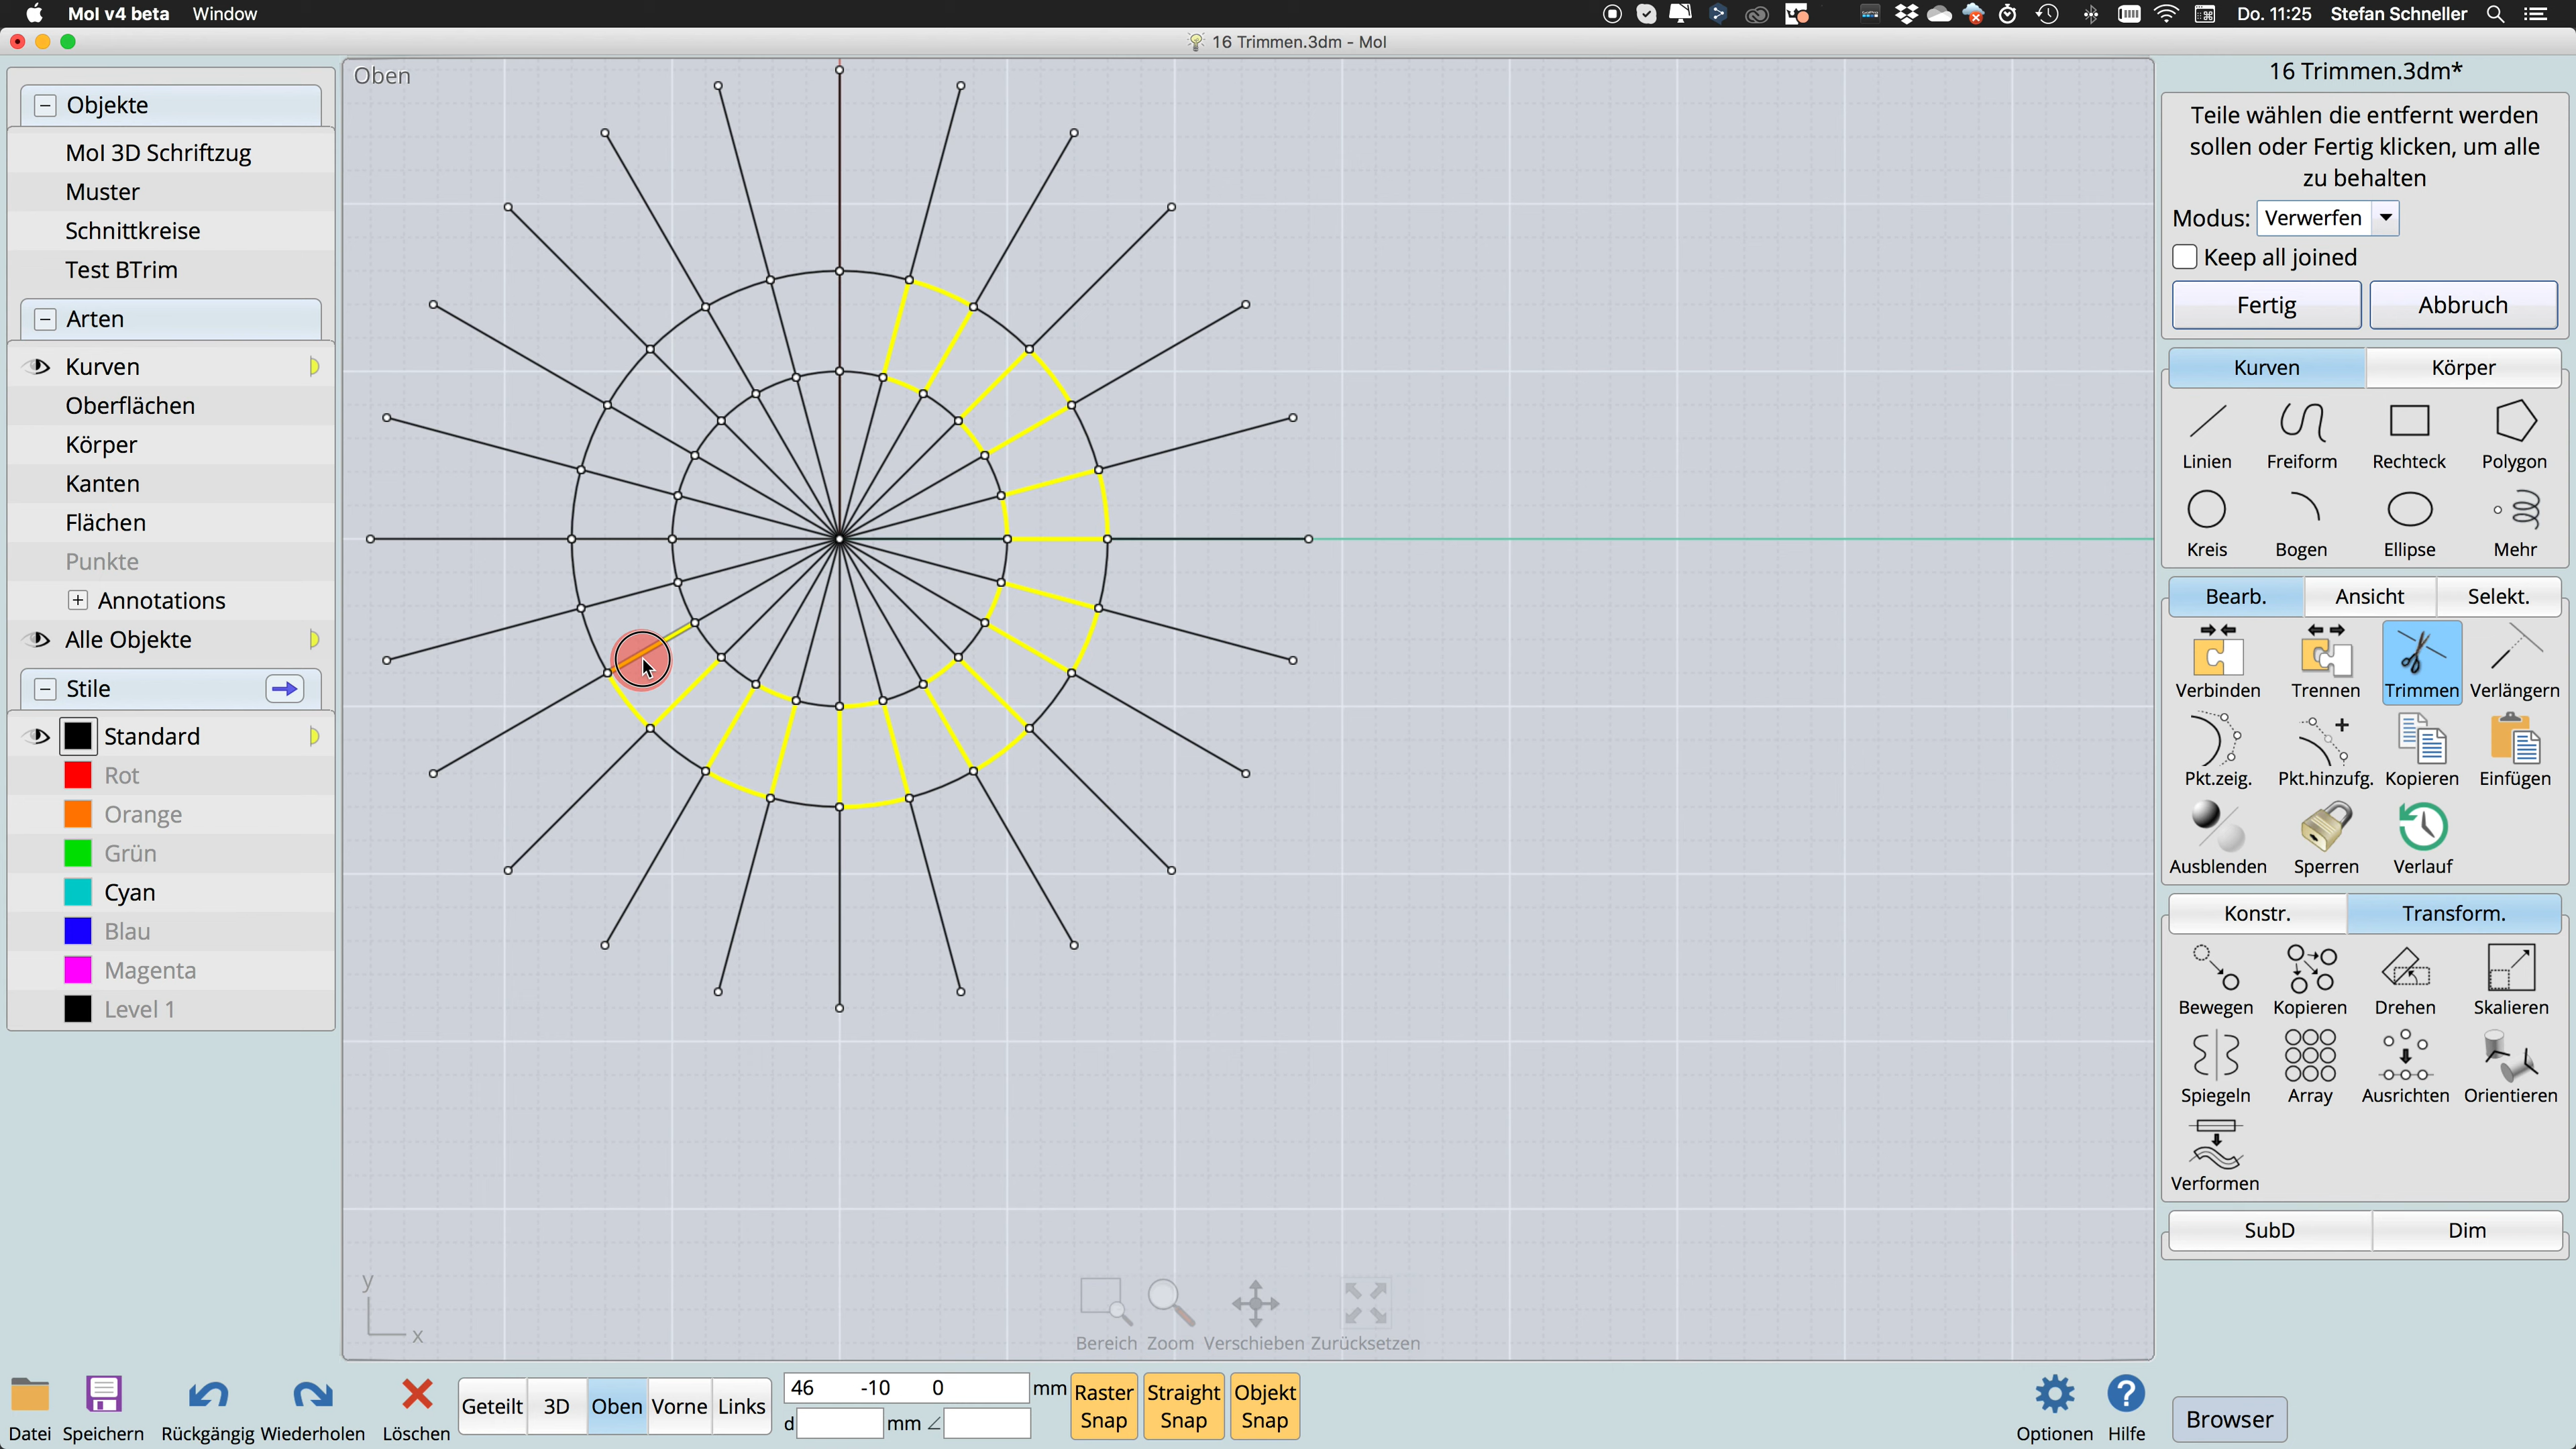 MoI v4 beta Window
Do. 11:25 Stefan Schneller
16 Trimmen.3dm - MoI
Objekte
MoI 3D Schriftzug
Muster
Schnittkreise
Test BTrim
Arten
Kurven
Oberflächen
Körper
Kanten
Flächen
Punkte
Annotations
Alle Objekte
Stile
Standard
Rot
Orange
Grün
Cyan
Blau
Magenta
Level 1
Oben
y
x
Bereich Zoom Verschieben Zurücksetzen
16 Trimmen.3dm*
Teile wählen die entfernt werden
sollen oder Fertig klicken, um alle
zu behalten
Modus: Verwerfen
Keep all joined
Fertig Abbruch
Kurven Körper
Linien Freiform Rechteck Polygon
Kreis Bogen Ellipse Mehr
Bearb. Ansicht Selekt.
Verbinden Trennen Trimmen Verlängern
Pkt.zeig. Pkt.hinzufg. Kopieren Einfügen
Ausblenden Sperren Verlauf
Konstr. Transform.
Bewegen Kopieren Drehen Skalieren
Spiegeln Array Ausrichten Orientieren
Verformen
SubD Dim
Datei Speichern Rückgängig Wiederholen Löschen
Geteilt 3D Oben Vorne Links
46 -10 0 mm
d mm ∠
Raster Snap
Straight Snap
Objekt Snap
Optionen Hilfe
Browser